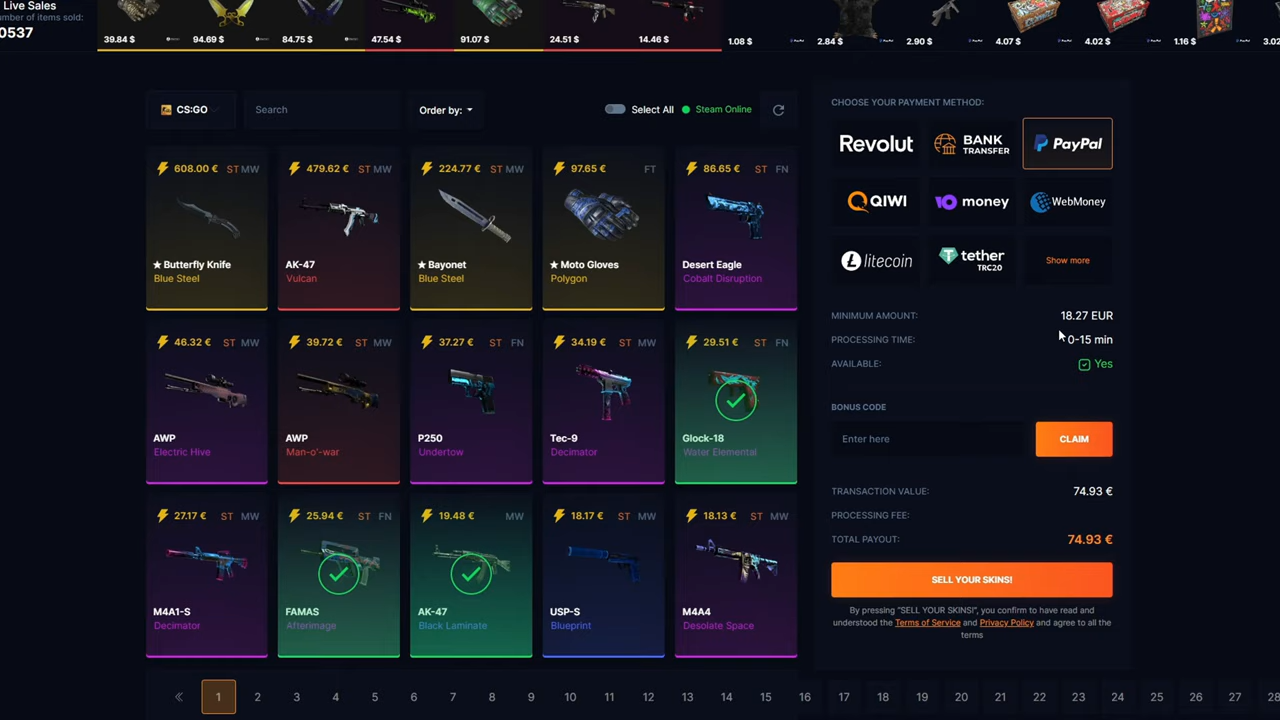 Live Sales
umber of items sold:
0537
39.84 $
94.69 $
84.75 $
47.54 $
91.07 $
24.51 $
14.46 $
1.08 $
2.84 $
2.90 $
4.07 $
4.02 $
1.16 $
3.02
CS:GO
Search
Order by:
Select All
Steam Online
608.00 € ST MW
★ Butterfly Knife
Blue Steel
479.62 € ST MW
AK-47
Vulcan
224.77 € ST MW
★ Bayonet
Blue Steel
97.65 € FT
★ Moto Gloves
Polygon
86.65 € ST FN
Desert Eagle
Cobalt Disruption
46.32 € ST MW
AWP
Electric Hive
39.72 € ST MW
AWP
Man-o'-war
37.27 € ST FN
P250
Undertow
34.19 € ST MW
Tec-9
Decimator
29.51 € ST FN
Glock-18
Water Elemental
27.17 € ST MW
M4A1-S
Decimator
25.94 € ST FN
FAMAS
Afterimage
19.48 € MW
AK-47
Black Laminate
18.17 € ST MW
USP-S
Blueprint
18.13 € ST MW
M4A4
Desolate Space
« 1 2 3 4 5 6 7 8 9 10 11 12 13 14 15 16 17 18 19 20 21 22 23 24 25 26 27 28
CHOOSE YOUR PAYMENT METHOD:
Revolut
BANK
TRANSFER
PayPal
QIWI
money
WebMoney
litecoin
tether
TRC20
Show more
MINIMUM AMOUNT: 18.27 EUR
PROCESSING TIME: 0-15 min
AVAILABLE: Yes
BONUS CODE
Enter here
CLAIM
TRANSACTION VALUE: 74.93 €
PROCESSING FEE:
TOTAL PAYOUT: 74.93 €
SELL YOUR SKINS!
By pressing "SELL YOUR SKINS!", you confirm to have read and
understood the Terms of Service and Privacy Policy and agree to all the
terms